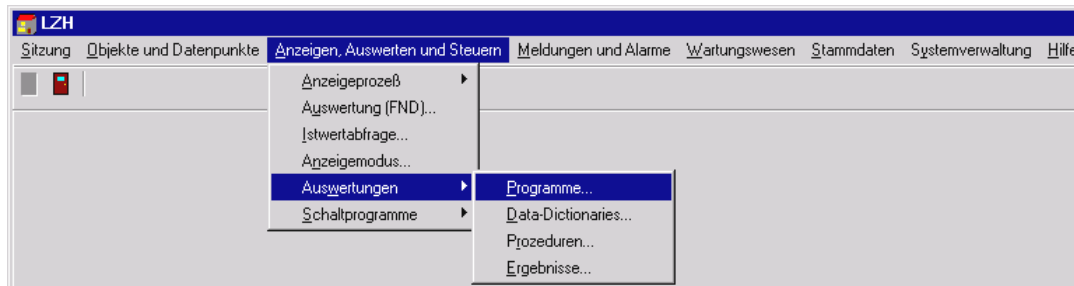 LZH
Sitzung Objekte und Datenpunkte Anzeigen, Auswerten und Steuern Meldungen und Alarme Wartungswesen Stammdaten Systemverwaltung Hilfe
Anzeigeprozeß
Auswertung (FND)...
Istwertabfrage...
Anzeigemodus...
Auswertungen
Programme...
Schaltprogramme
Data-Dictionaries...
Prozeduren...
Ergebnisse...